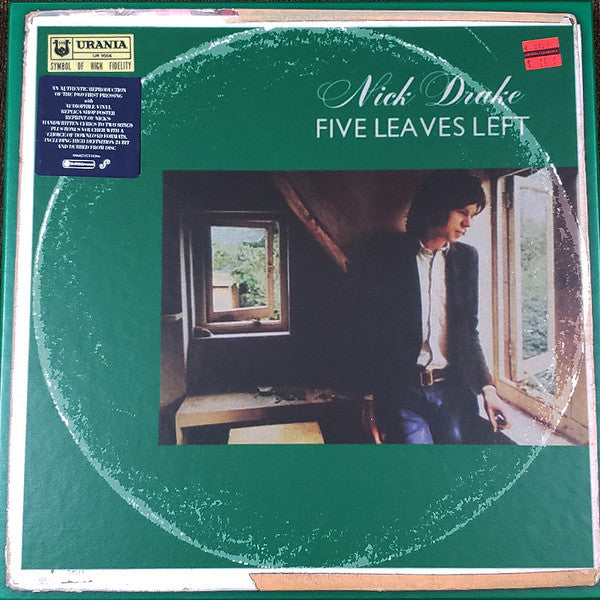 URANIA
UR 9506
SYMBOL OF HIGH FIDELITY
AN AUTHENTIC REPRODUCTION
OF THE 1969 FIRST PRESSING
with
AUDIOPHILE VINYL
REPLICA SHOP POSTER
REPRINT OF NICK'S
HANDWRITTEN LYRICS TO TWO SONGS
PLUS BONUS VOUCHER WITH A
CHOICE OF DOWNLOAD FORMATS,
INCLUDING HIGH DEFINITION 24 BIT
AND DUBBED FROM DISC
Nick Drake
FIVE LEAVES LEFT